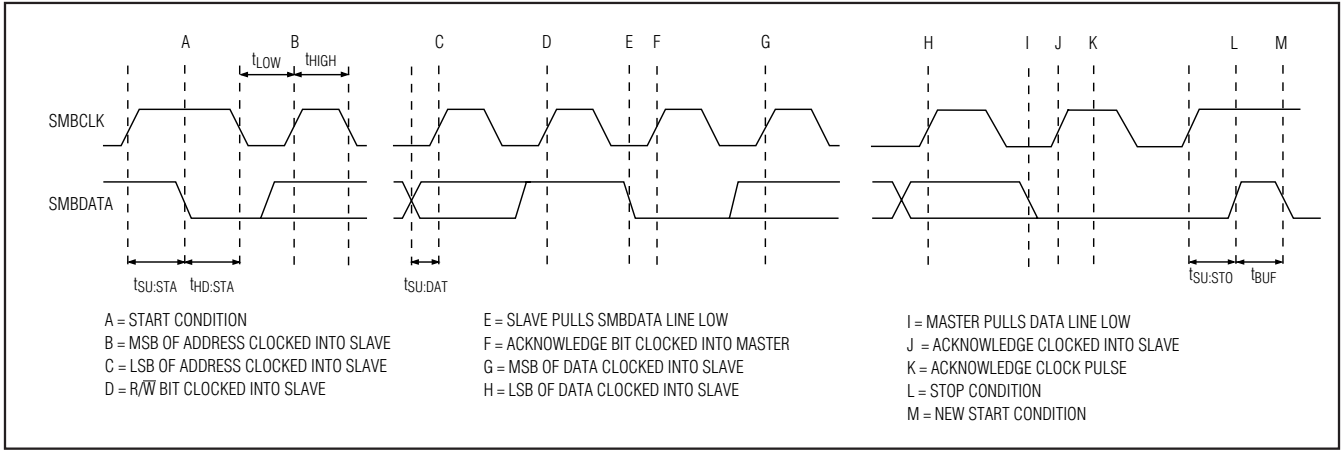 A B C D E F G H I J K L M
tLOW tHIGH
SMBCLK
SMBDATA
tSU:STA tHD:STA tSU:DAT tSU:STO tBUF
A = START CONDITION
B = MSB OF ADDRESS CLOCKED INTO SLAVE
C = LSB OF ADDRESS CLOCKED INTO SLAVE
D = R/W̅ BIT CLOCKED INTO SLAVE
E = SLAVE PULLS SMBDATA LINE LOW
F = ACKNOWLEDGE BIT CLOCKED INTO MASTER
G = MSB OF DATA CLOCKED INTO SLAVE
H = LSB OF DATA CLOCKED INTO SLAVE
I = MASTER PULLS DATA LINE LOW
J = ACKNOWLEDGE CLOCKED INTO SLAVE
K = ACKNOWLEDGE CLOCK PULSE
L = STOP CONDITION
M = NEW START CONDITION